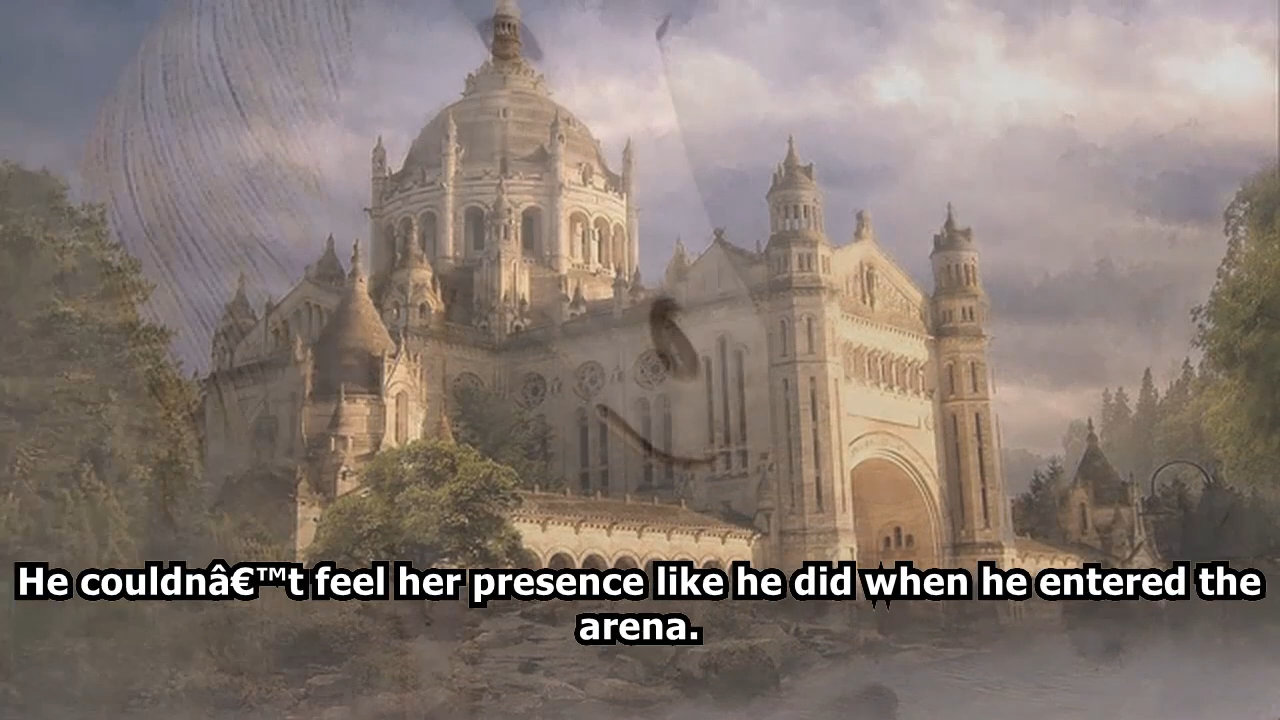 He couldnâ€™t feel her presence like he did when he entered the
arena.